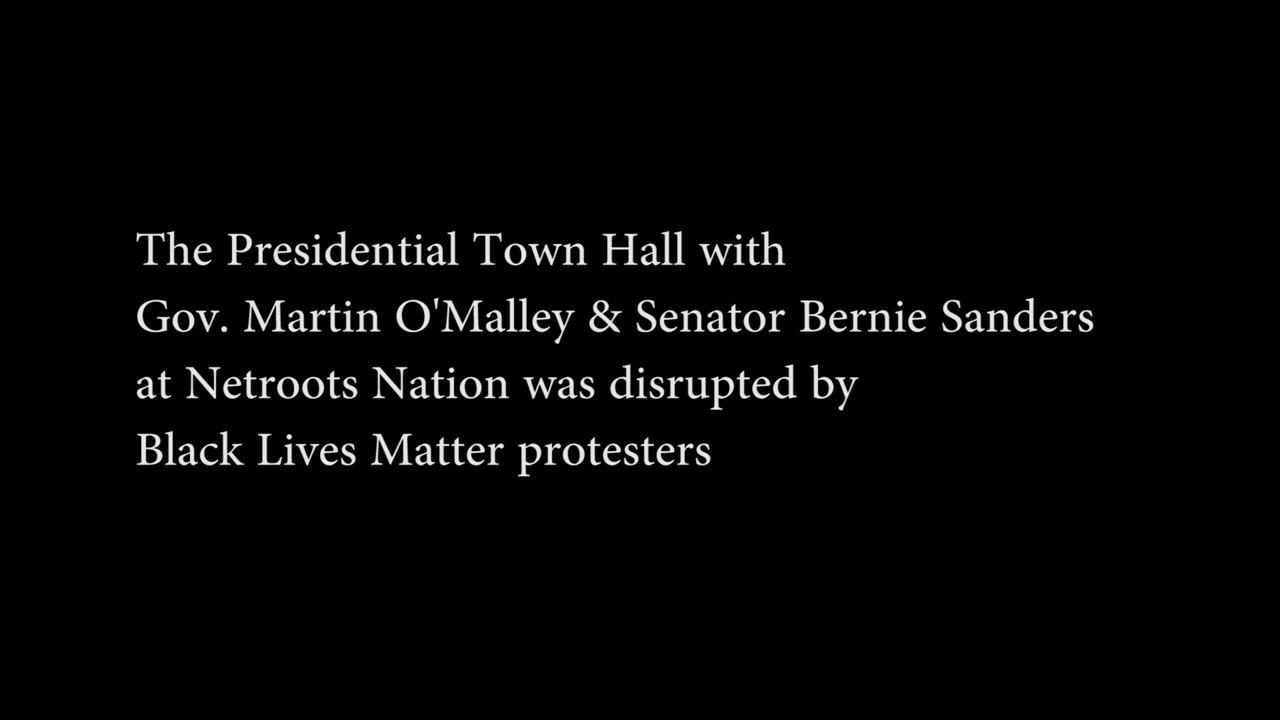 The Presidential Town Hall with
Gov. Martin O'Malley & Senator Bernie Sanders
at Netroots Nation was disrupted by
Black Lives Matter protesters